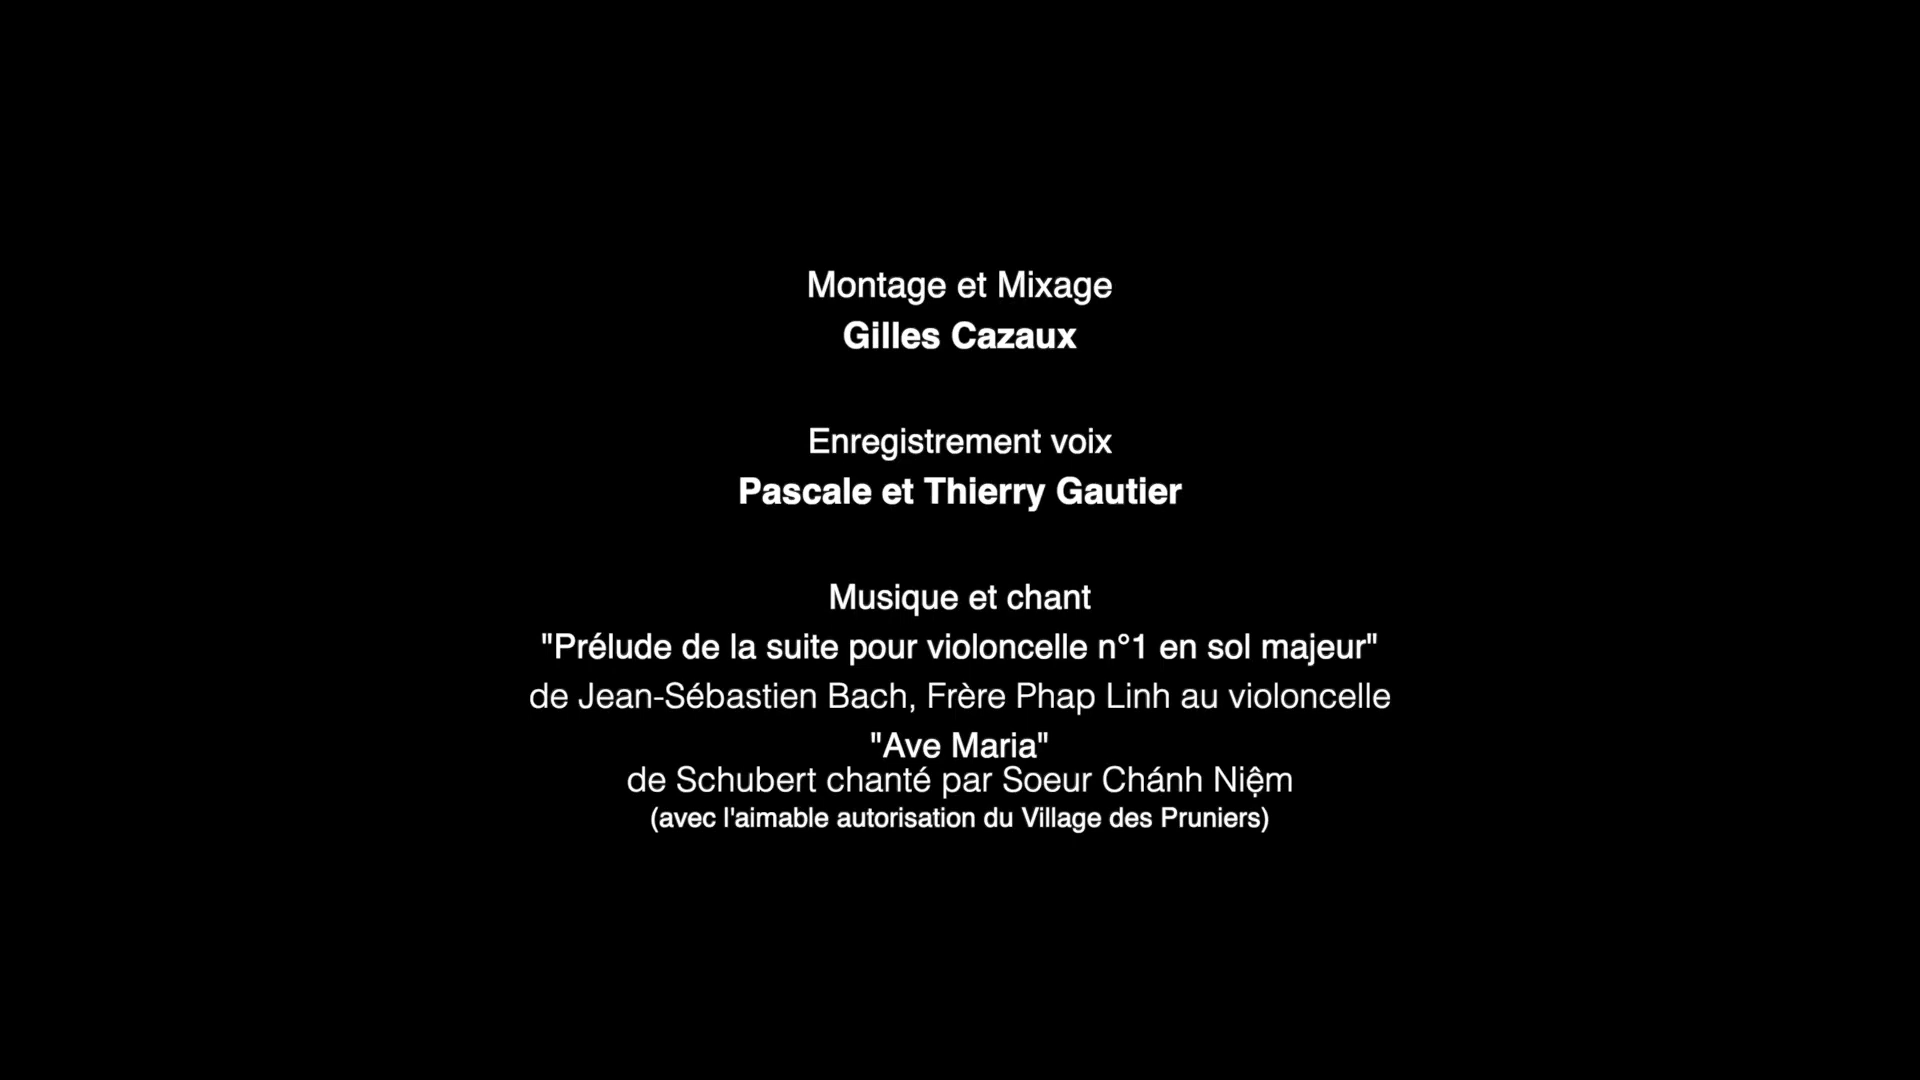 Montage et Mixage
Gilles Cazaux
Enregistrement voix
Pascale et Thierry Gautier
Musique et chant
"Prélude de la suite pour violoncelle n°1 en sol majeur"
de Jean-Sébastien Bach, Frère Phap Linh au violoncelle
"Ave Maria"
de Schubert chanté par Soeur Chánh Niệm
(avec l'aimable autorisation du Village des Pruniers)